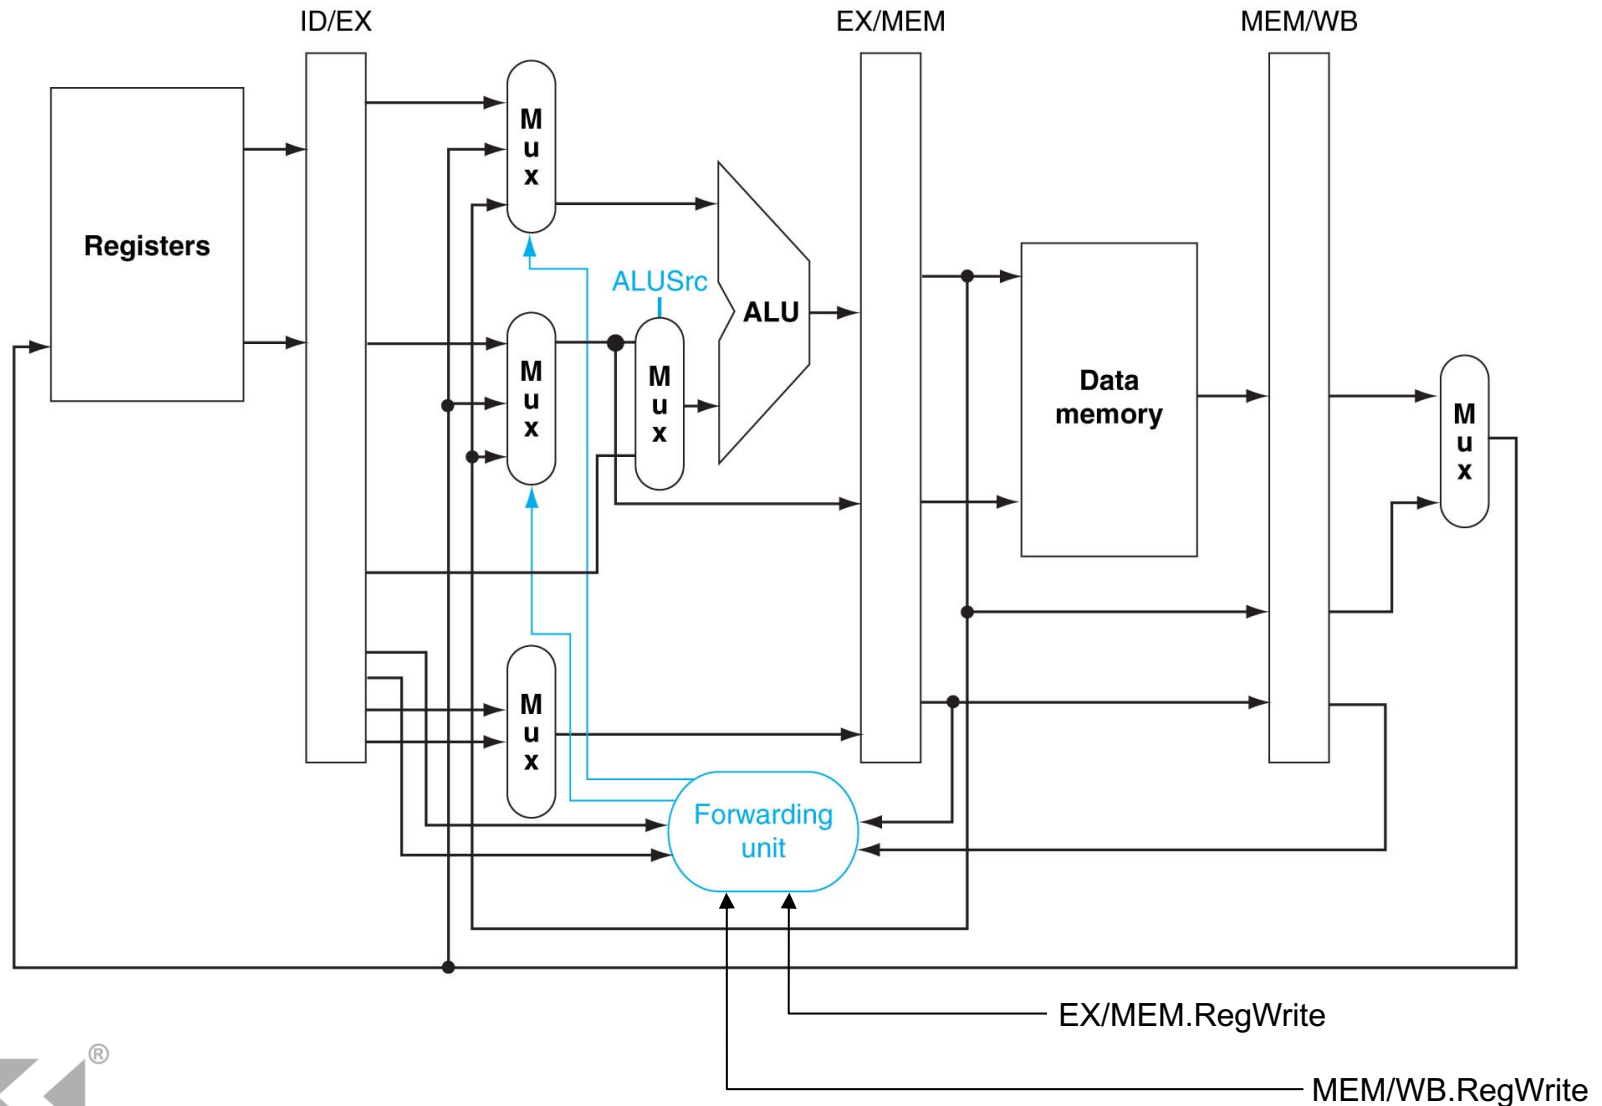 ID/EX
EX/MEM
MEM/WB
Registers
M
u
x
M
u
x
ALUSrc
M
u
x
ALU
Data
memory
M
u
x
M
u
x
Forwarding
unit
EX/MEM.RegWrite
MEM/WB.RegWrite
®